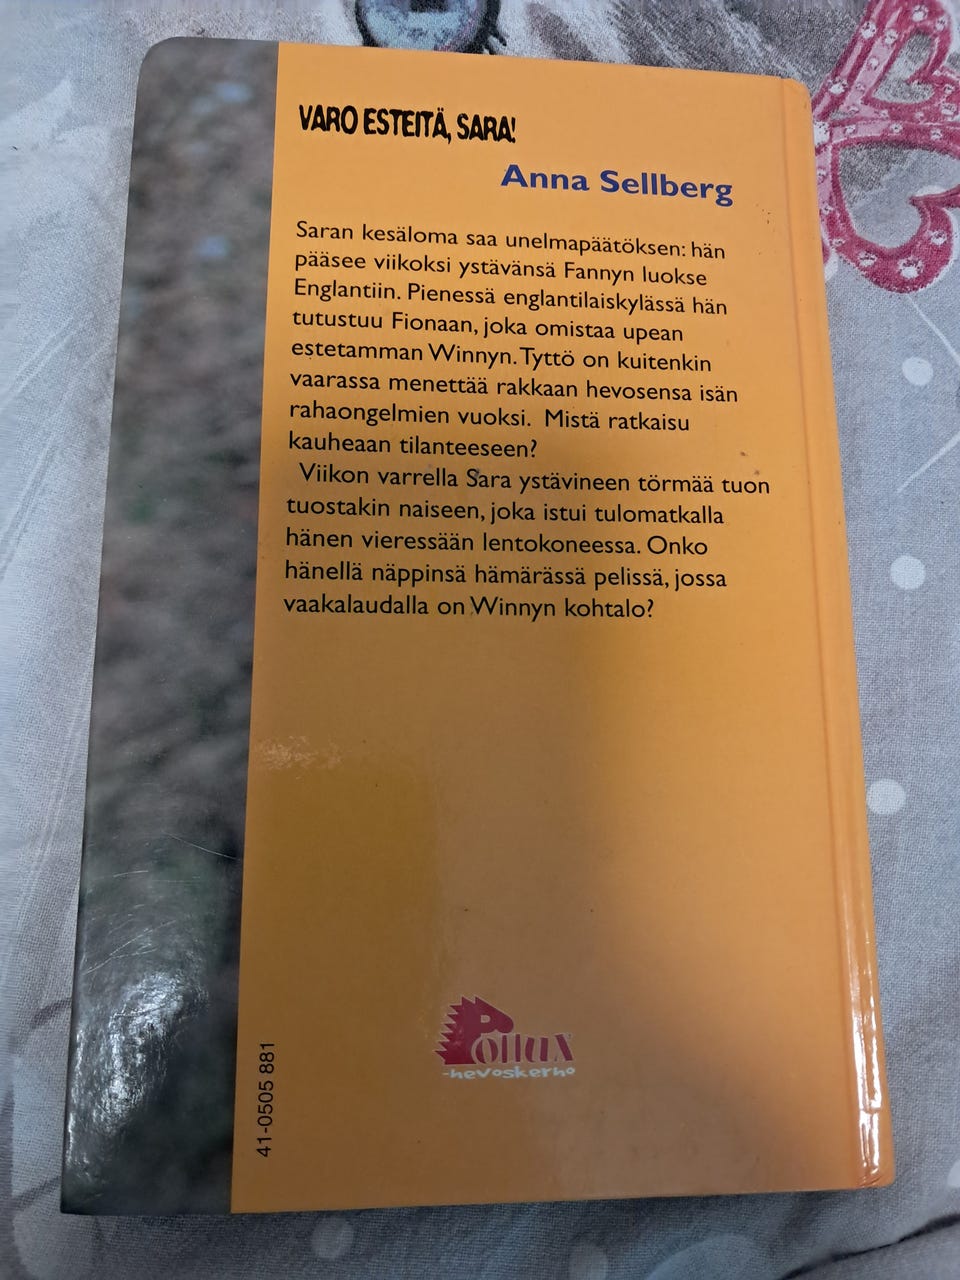 VARO ESTEITÄ, SARA!
Anna Sellberg
Saran kesäloma saa unelmapäätöksen: hän
pääsee viikoksi ystävänsä Fannyn luokse
Englantiin. Pienessä englantilaiskylässä hän
tutustuu Fionaan, joka omistaa upean
estetamman Winnyn. Tyttö on kuitenkin
vaarassa menettää rakkaan hevosensa isän
rahaongelmien vuoksi. Mistä ratkaisu
kauheaan tilanteeseen?
Viikon varrella Sara ystävineen törmää tuon
tuostakin naiseen, joka istui tulomatkalla
hänen vieressään lentokoneessa. Onko
hänellä näppinsä hämärässä pelissä, jossa
vaakalaudalla on Winnyn kohtalo?
Pollux
-hevoskerho
41-0505 881